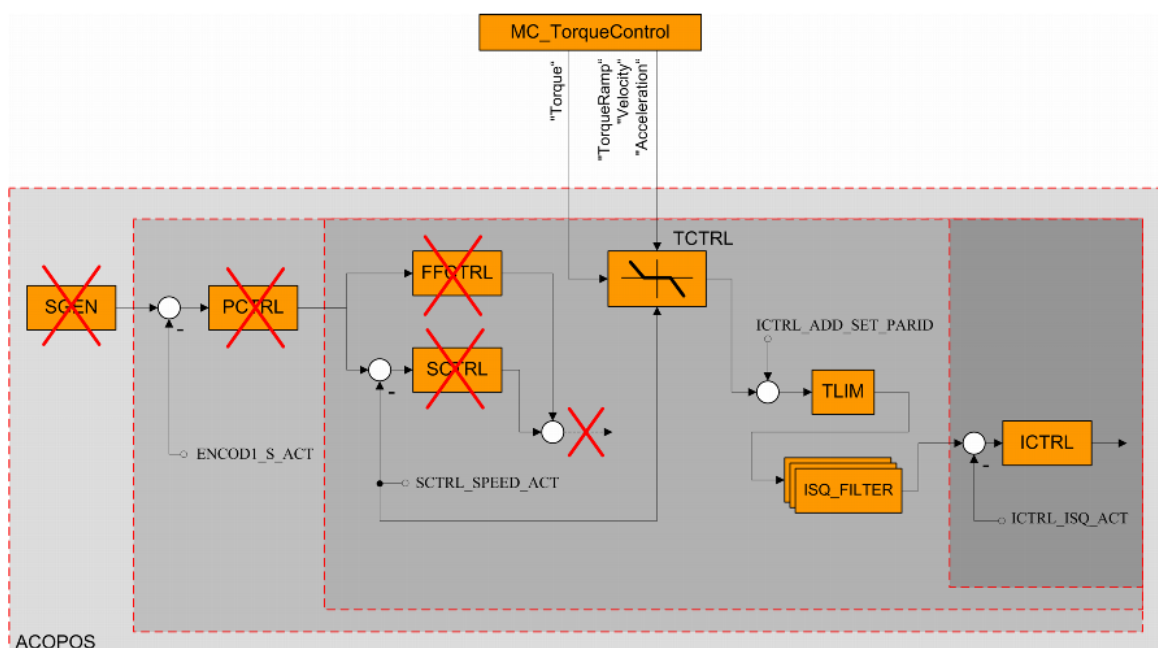 MC_TorqueControl
"Torque"
"TorqueRamp"
"Velocity"
"Acceleration"
TCTRL
SGEN
PCTRL
FFCTRL
SCTRL
ICTRL_ADD_SET_PARID
TLIM
ISQ_FILTER
ICTRL
-
-
-
ENCOD1_S_ACT
SCTRL_SPEED_ACT
ICTRL_ISQ_ACT
ACOPOS